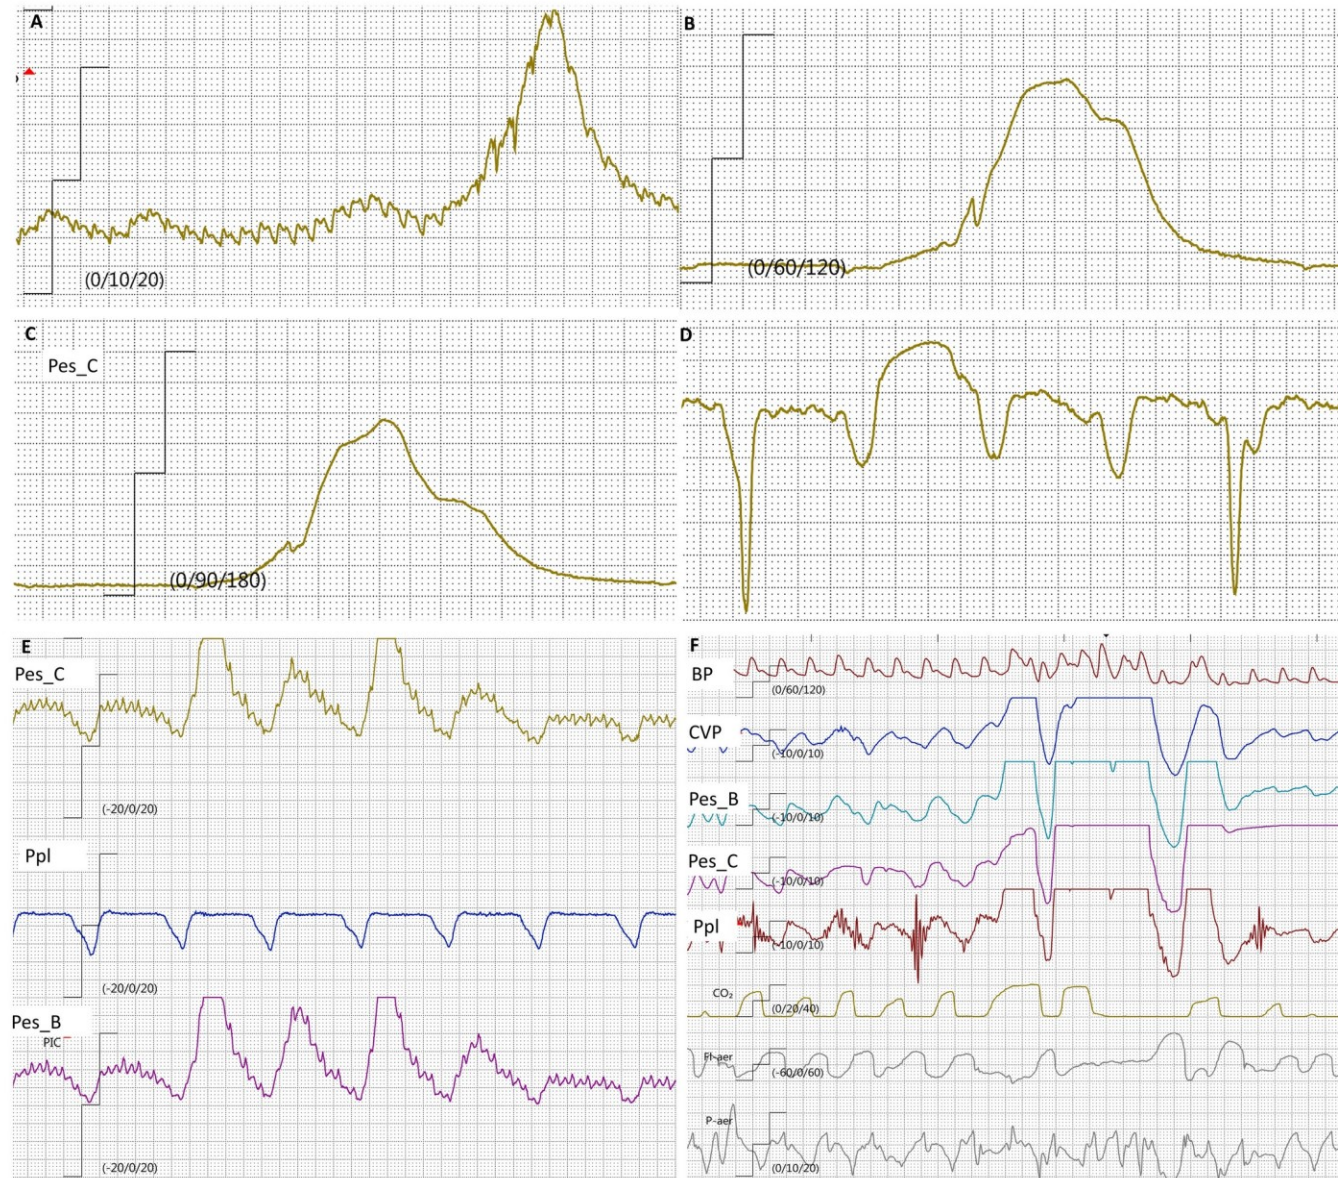 A
(0/10/20)
B
(0/60/120)
C
Pes_C
(0/90/180)
D
E
Pes_C
(-20/0/20)
Ppl
(-20/0/20)
Pes_B
PIC
(-20/0/20)
F
BP
(0/60/120)
CVP
(-10/0/10)
Pes_B
(-10/0/10)
Pes_C
(-10/0/10)
Ppl
(-10/0/10)
CO₂
(0/20/40)
Fl-aer
(-60/0/60)
P-aer
(0/10/20)